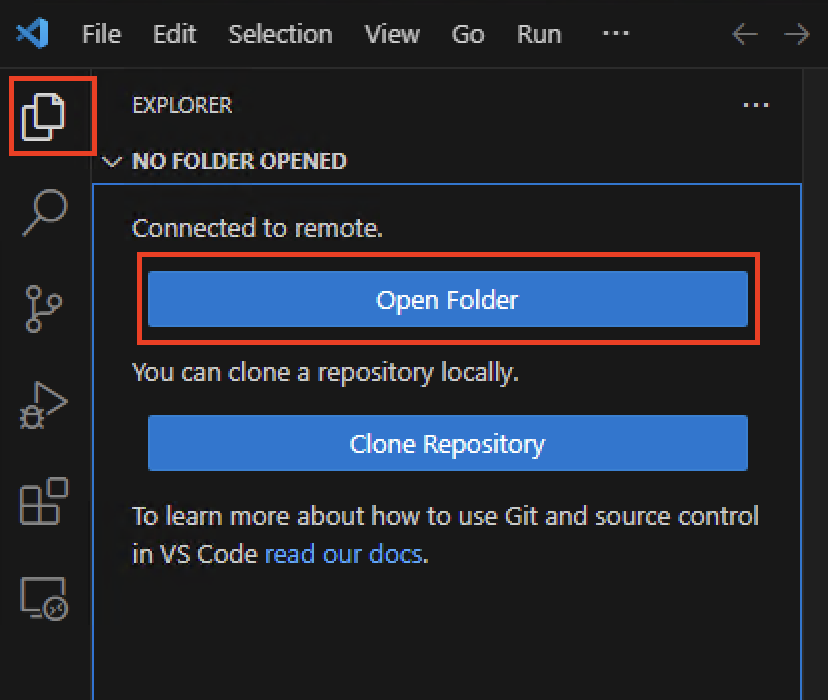 File Edit Selection View Go Run ···
EXPLORER ···
NO FOLDER OPENED
Connected to remote.
Open Folder
You can clone a repository locally.
Clone Repository
To learn more about how to use Git and source control
in VS Code read our docs.